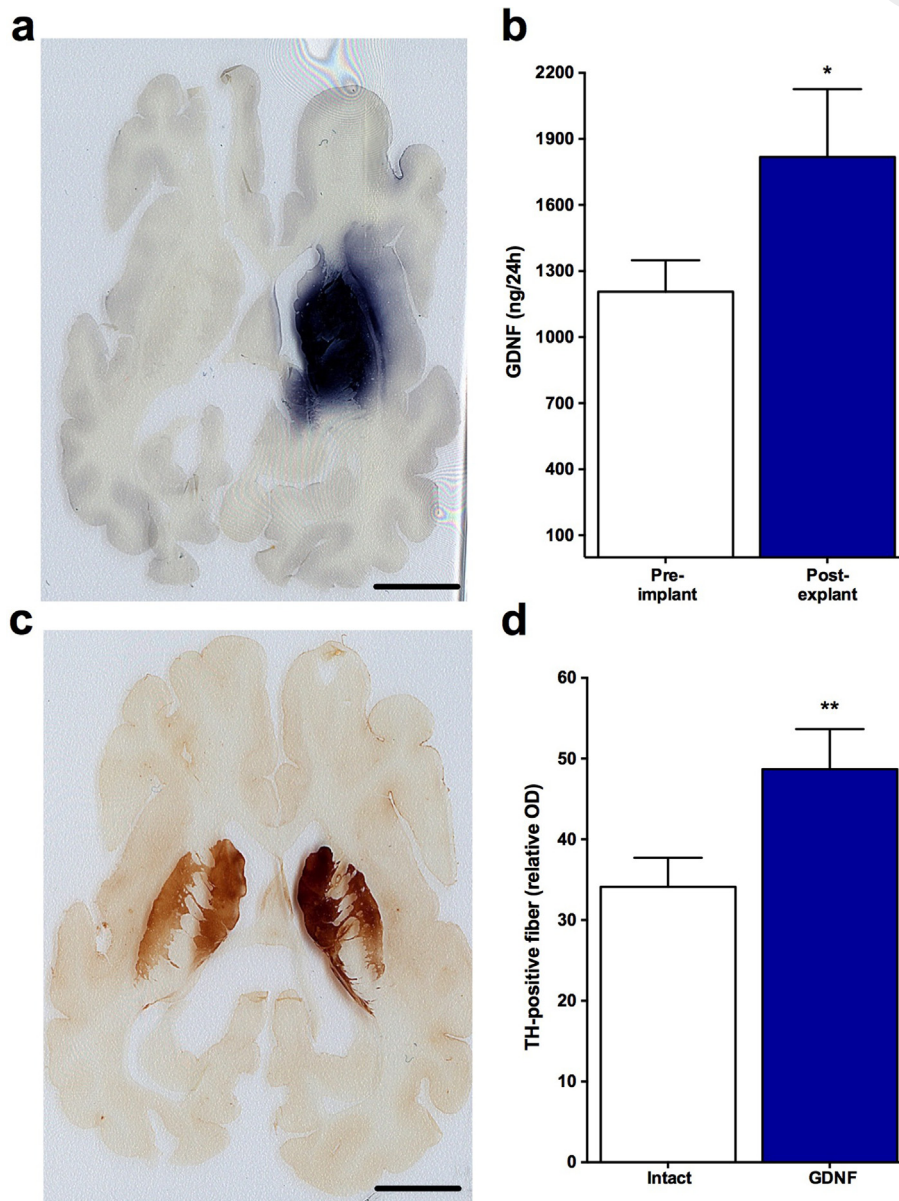 a
b
GDNF (ng/24h)
2200
1900
1600
1300
1000
700
400
100
*
Pre-
implant
Post-
explant
c
d
TH-positive fiber (relative OD)
60
50
40
30
20
10
0
**
Intact
GDNF